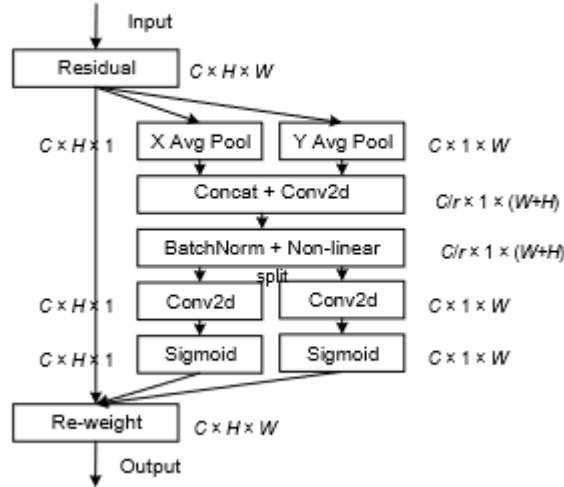 Input
Residual
C × H × W
C × H × 1
X Avg Pool
Y Avg Pool
C × 1 × W
Concat + Conv2d
C/r × 1 × (W+H)
BatchNorm + Non-linear
C/r × 1 × (W+H)
split
C × H × 1
Conv2d
Conv2d
C × 1 × W
C × H × 1
Sigmoid
Sigmoid
C × 1 × W
Re-weight
C × H × W
Output